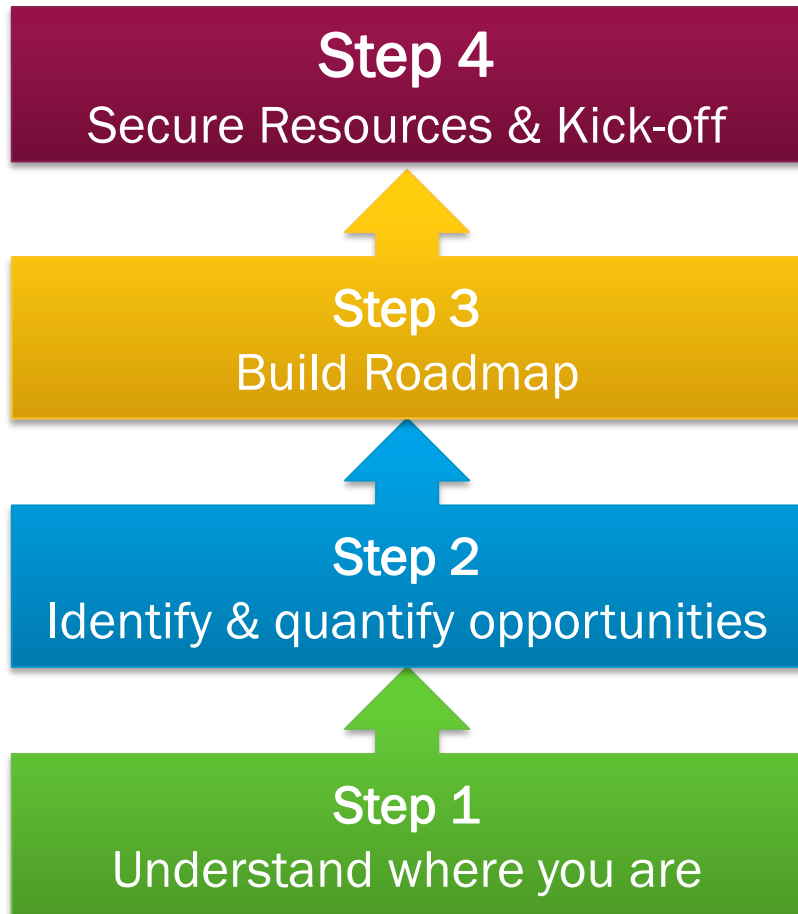 Step 4
Secure Resources & Kick-off
Step 3
Build Roadmap
Step 2
Identify & quantify opportunities
Step 1
Understand where you are